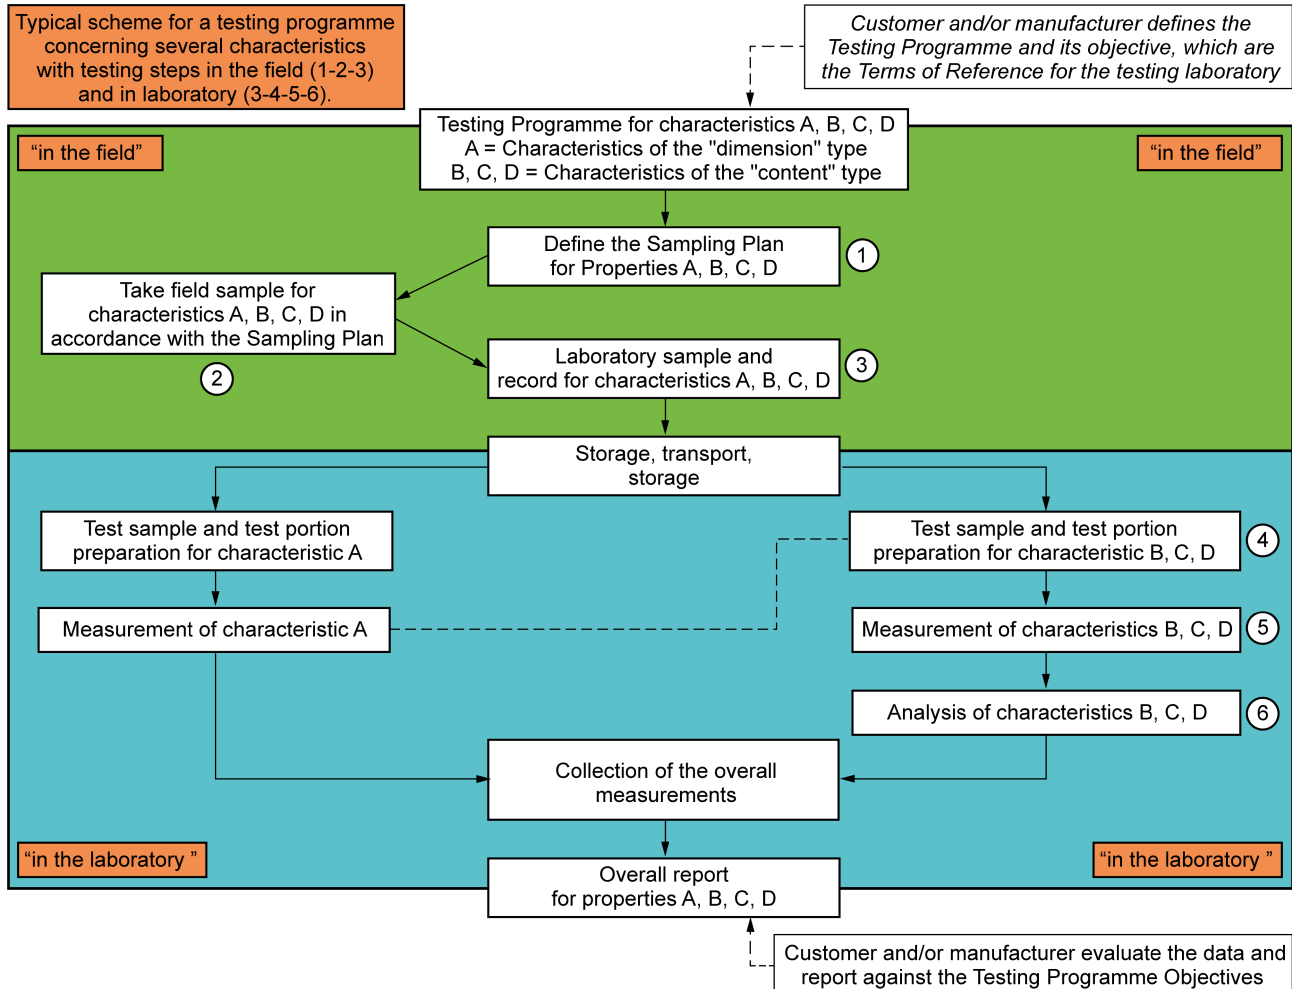 Typical scheme for a testing programme
concerning several characteristics
with testing steps in the field (1-2-3)
and in laboratory (3-4-5-6).
Customer and/or manufacturer defines the
Testing Programme and its objective, which are
the Terms of Reference for the testing laboratory
“in the field”
Testing Programme for characteristics A, B, C, D
A = Characteristics of the "dimension" type
B, C, D = Characteristics of the "content" type
“in the field”
Define the Sampling Plan
for Properties A, B, C, D
1
Take field sample for
characteristics A, B, C, D in
accordance with the Sampling Plan
2
Laboratory sample and
record for characteristics A, B, C, D
3
Storage, transport,
storage
Test sample and test portion
preparation for characteristic A
Test sample and test portion
preparation for characteristic B, C, D
4
Measurement of characteristic A
Measurement of characteristics B, C, D
5
Analysis of characteristics B, C, D
6
Collection of the overall
measurements
“in the laboratory ”
“in the laboratory ”
Overall report
for properties A, B, C, D
Customer and/or manufacturer evaluate the data and
report against the Testing Programme Objectives